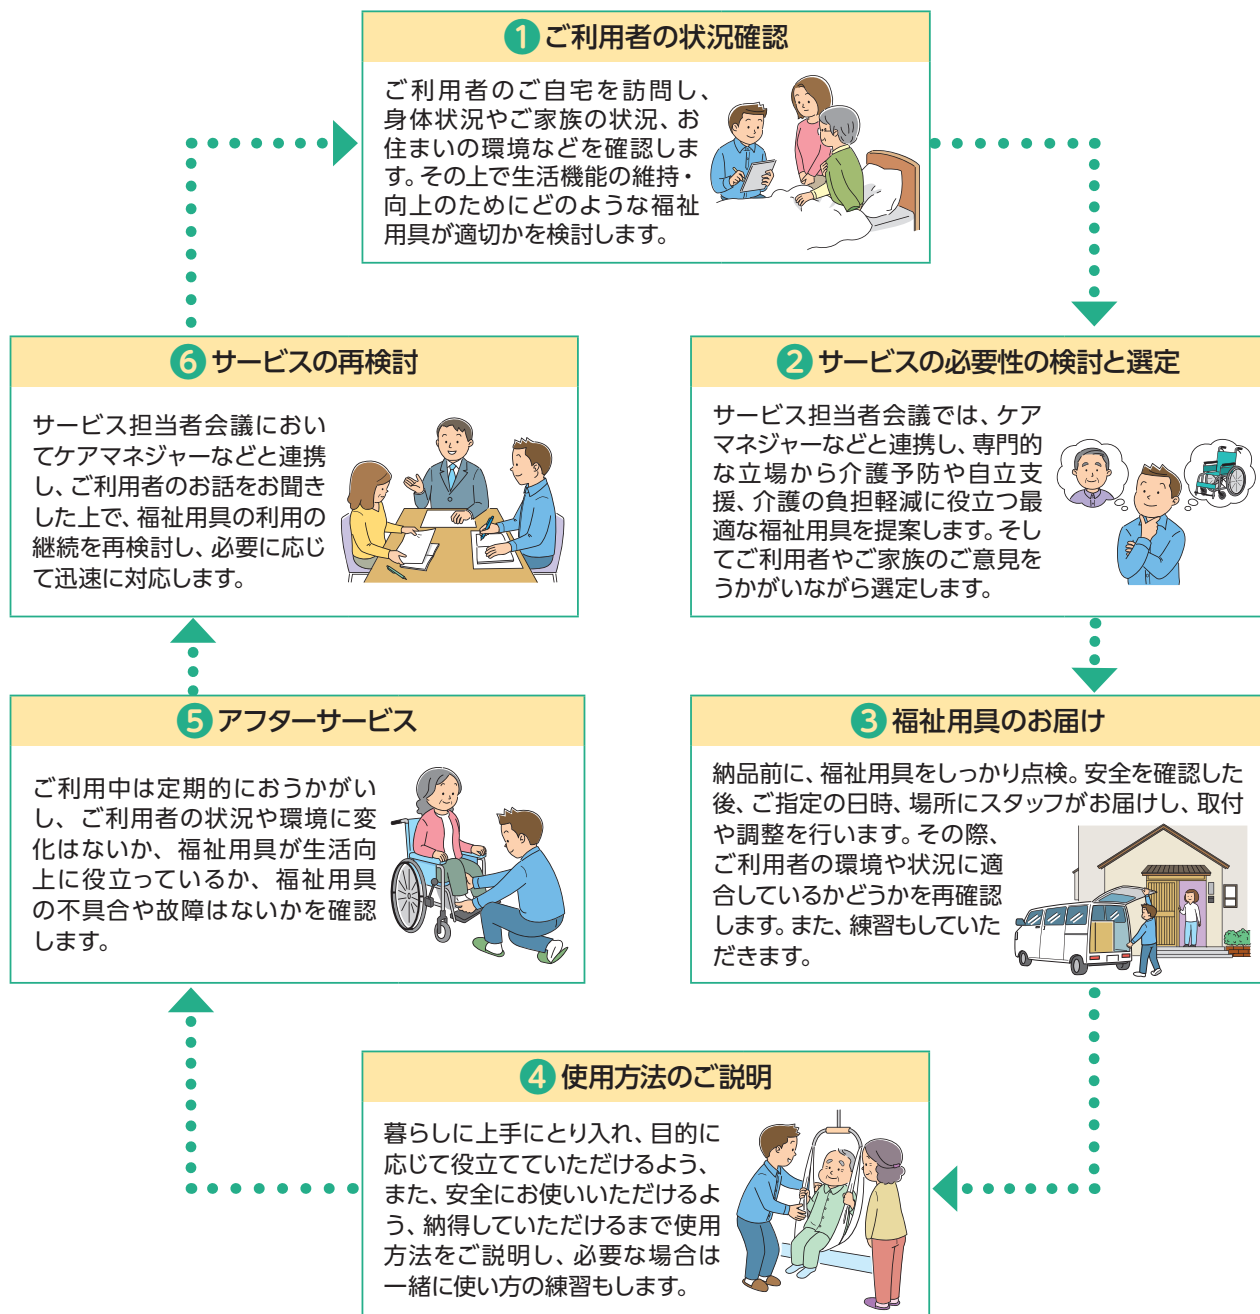 ❶ご利用者の状況確認
ご利用者のご自宅を訪問し、
身体状況やご家族の状況、お
住まいの環境などを確認しま
す。その上で生活機能の維持・
向上のためにどのような福祉
用具が適切かを検討します。
❷サービスの必要性の検討と選定
サービス担当者会議では、ケア
マネジャーなどと連携し、専門的
な立場から介護予防や自立支
援、介護の負担軽減に役立つ最
適な福祉用具を提案します。そし
てご利用者やご家族のご意見を
うかがいながら選定します。
❸福祉用具のお届け
納品前に、福祉用具をしっかり点検。安全を確認した
後、ご指定の日時、場所にスタッフがお届けし、取付
や調整を行います。その際、
ご利用者の環境や状況に適
合しているかどうかを再確認
します。また、練習もしていた
だきます。
❹使用方法のご説明
暮らしに上手にとり入れ、目的に
応じて役立てていただけるよう、
また、安全にお使いいただけるよ
う、納得していただけるまで使用
方法をご説明し、必要な場合は
一緒に使い方の練習もします。
❺アフターサービス
ご利用中は定期的におうかがい
し、ご利用者の状況や環境に変
化はないか、福祉用具が生活向
上に役立っているか、福祉用具
の不具合や故障はないかを確認
します。
❻サービスの再検討
サービス担当者会議におい
てケアマネジャーなどと連携
し、ご利用者のお話をお聞き
した上で、福祉用具の利用の
継続を再検討し、必要に応じ
て迅速に対応します。